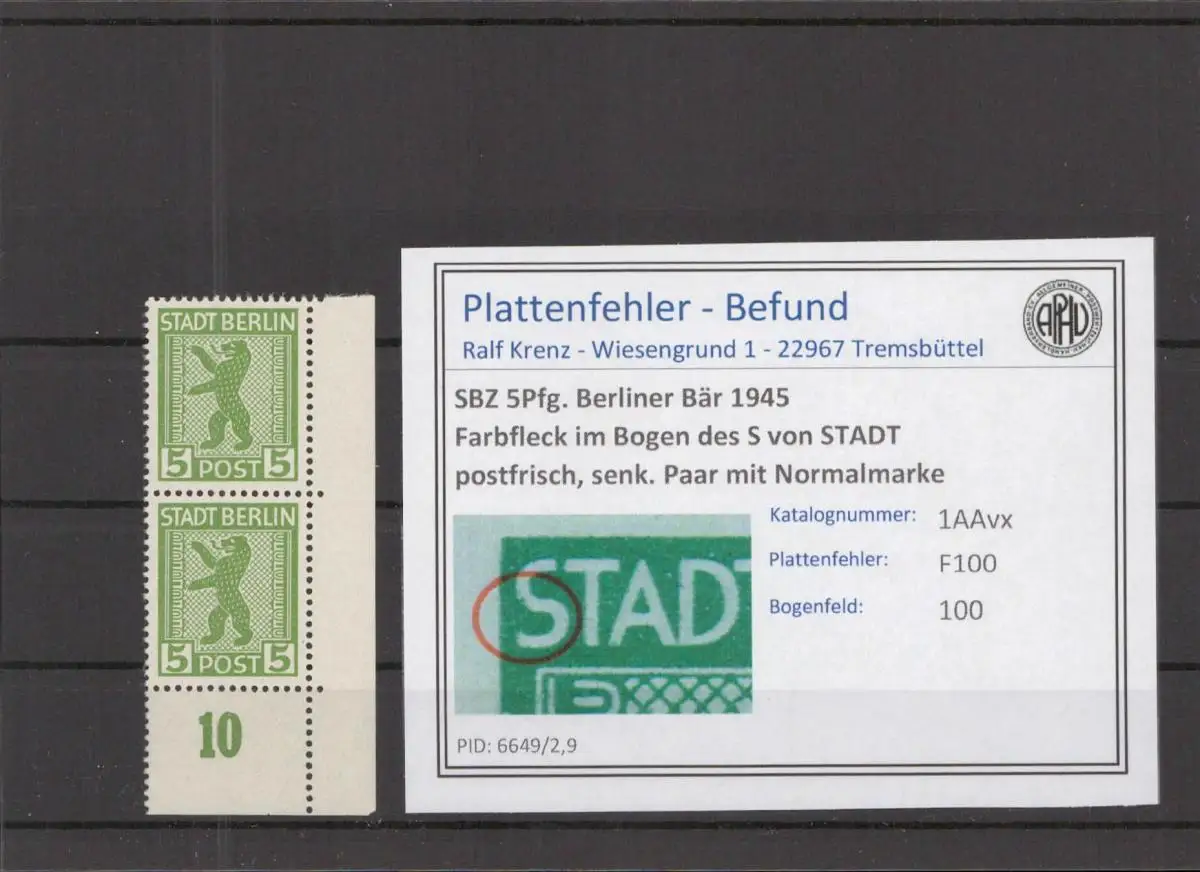 STADT BERLIN
5 POST 5
STADT BERLIN
5 POST 5
10
Plattenfehler - Befund
Ralf Krenz - Wiesengrund 1 - 22967 Tremsbüttel
APHV
SBZ 5Pfg. Berliner Bär 1945
Farbfleck im Bogen des S von STADT
postfrisch, senk. Paar mit Normalmarke
STADT
Katalognummer: 1AAvx
Plattenfehler: F100
Bogenfeld: 100
PID: 6649/2,9